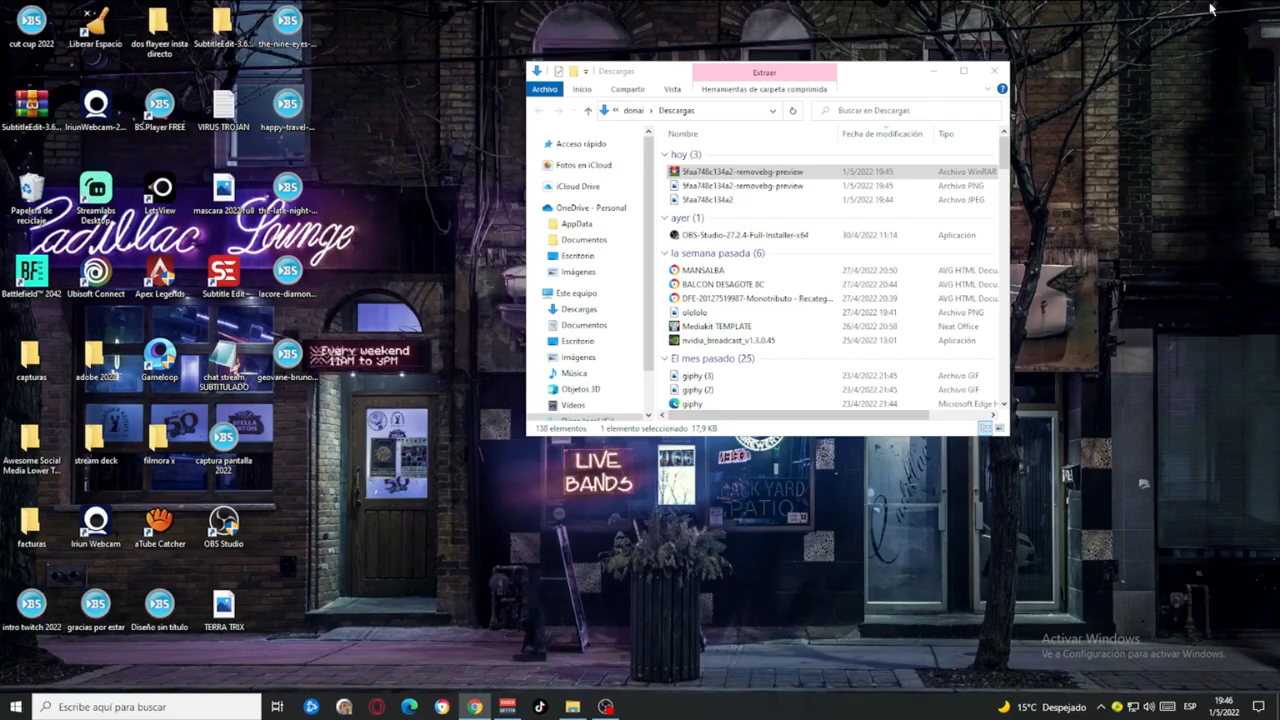 cut cup 2022
Liberar Espacio
dos flayeer insta directo
SubtitleEdit-3.6...
the-nine-eyes-...
SubtitleEdit-3.6...
IriunWebcam-2...
BS.Player FREE
VIRUS TROJAN
happy-travel-...
Papelera de reciclaje
Streamlabs Desktop
LetsView
mascara 2022 full
the-late-night-...
Cadillac Lounge
Battlefield™ 2042
Ubisoft Connect
Apex Legends
Subtitle Edit
lacore-diamon...
Every weekend
11AM to 3PM
capturas
adobe 2022
Gameloop
chat stream SUBTITULADO
geovane-bruno...
Awesome Social Media Lower T...
stream deck
filmora x
captura pantalla 2022
facturas
Iriun Webcam
aTube Catcher
OBS Studio
intro twitch 2022
gracias por estar
Diseño sin título
TERRA TRIX
Descargas
Extraer
Archivo
Inicio
Compartir
Vista
Herramientas de carpeta comprimida
« donai > Descargas
Buscar en Descargas
Acceso rápido
Fotos en iCloud
iCloud Drive
OneDrive - Personal
AppData
Documentos
Escritorio
Imágenes
Este equipo
Descargas
Documentos
Escritorio
Imágenes
Música
Objetos 3D
Vídeos
Nombre Fecha de modificación Tipo
hoy (3)
5faa748c134a2-removebg-preview 1/5/2022 19:45 Archivo WinRAR
5faa748c134a2-removebg-preview 1/5/2022 19:45 Archivo PNG
5faa748c134a2 1/5/2022 19:44 Archivo JPEG
ayer (1)
OBS-Studio-27.2.4-Full-Installer-x64 30/4/2022 11:14 Aplicación
la semana pasada (6)
MANSALBA 27/4/2022 20:50 AVG HTML Docu...
BALCON DESAGOTE 8C 27/4/2022 20:44 AVG HTML Docu...
DFE-20127519987-Monotributo - Recateg... 27/4/2022 20:39 AVG HTML Docu...
olololo 27/4/2022 19:41 Archivo PNG
Mediakit TEMPLATE 26/4/2022 20:58 Neat Office
nvidia_broadcast_v1.3.0.45 25/4/2022 13:01 Aplicación
El mes pasado (25)
giphy (3) 23/4/2022 21:45 Archivo GIF
giphy (2) 23/4/2022 21:45 Archivo GIF
giphy 23/4/2022 21:44 Microsoft Edge H
138 elementos 1 elemento seleccionado 17,9 KB
LIVE
BANDS
BACKYARD
PATIO
Activar Windows
Ve a Configuración para activar Windows.
Escribe aquí para buscar
15°C Despejado
ESP
19:46
1/5/2022